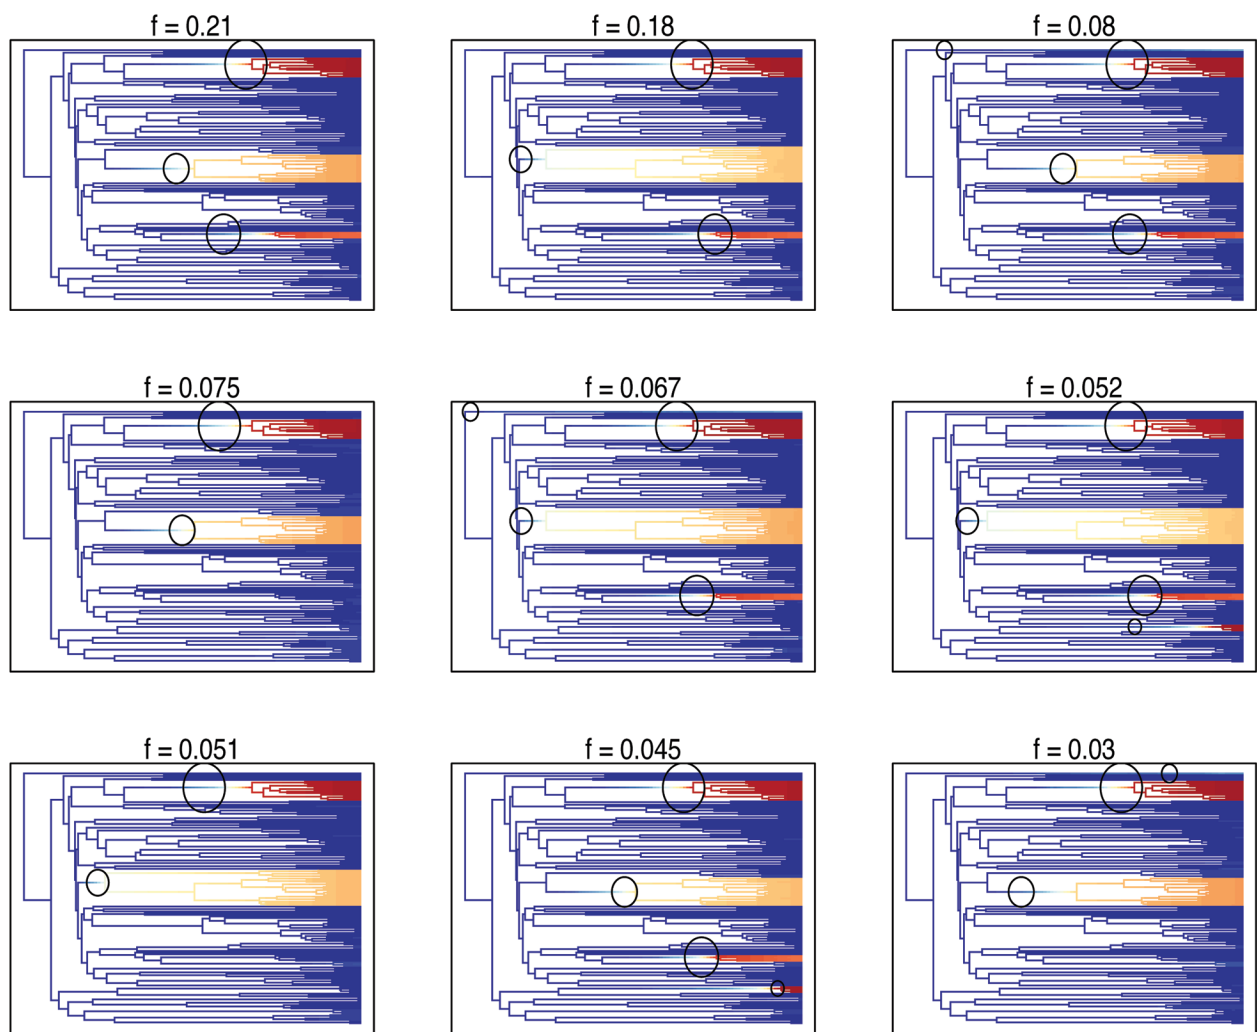 f = 0.21
f = 0.18
f = 0.08
f = 0.075
f = 0.067
f = 0.052
f = 0.051
f = 0.045
f = 0.03